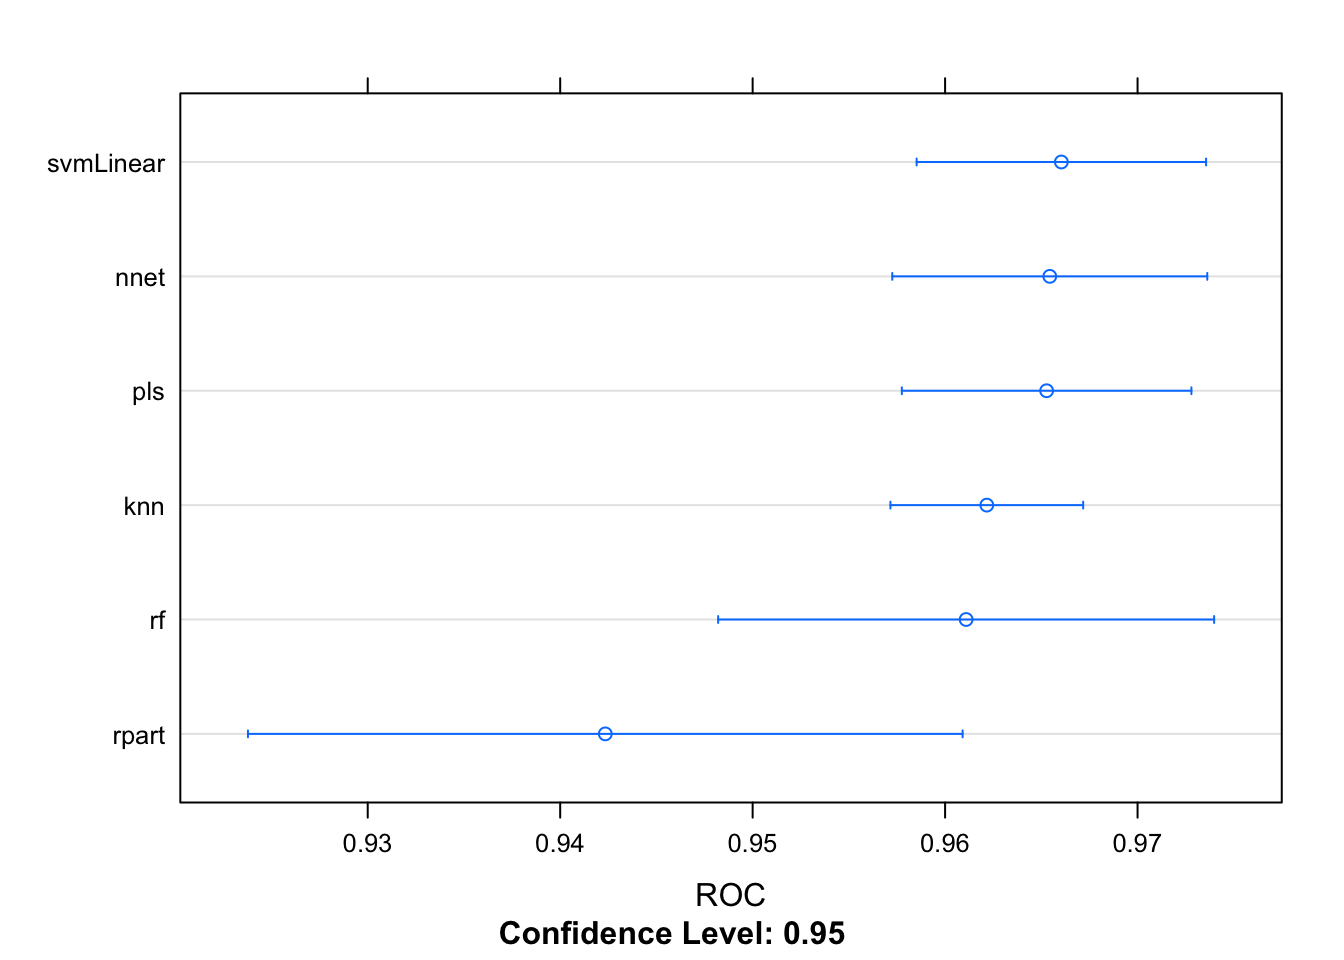 svmLinear
nnet
pls
knn
rf
rpart
0.93 0.94 0.95 0.96 0.97
ROC
Confidence Level: 0.95